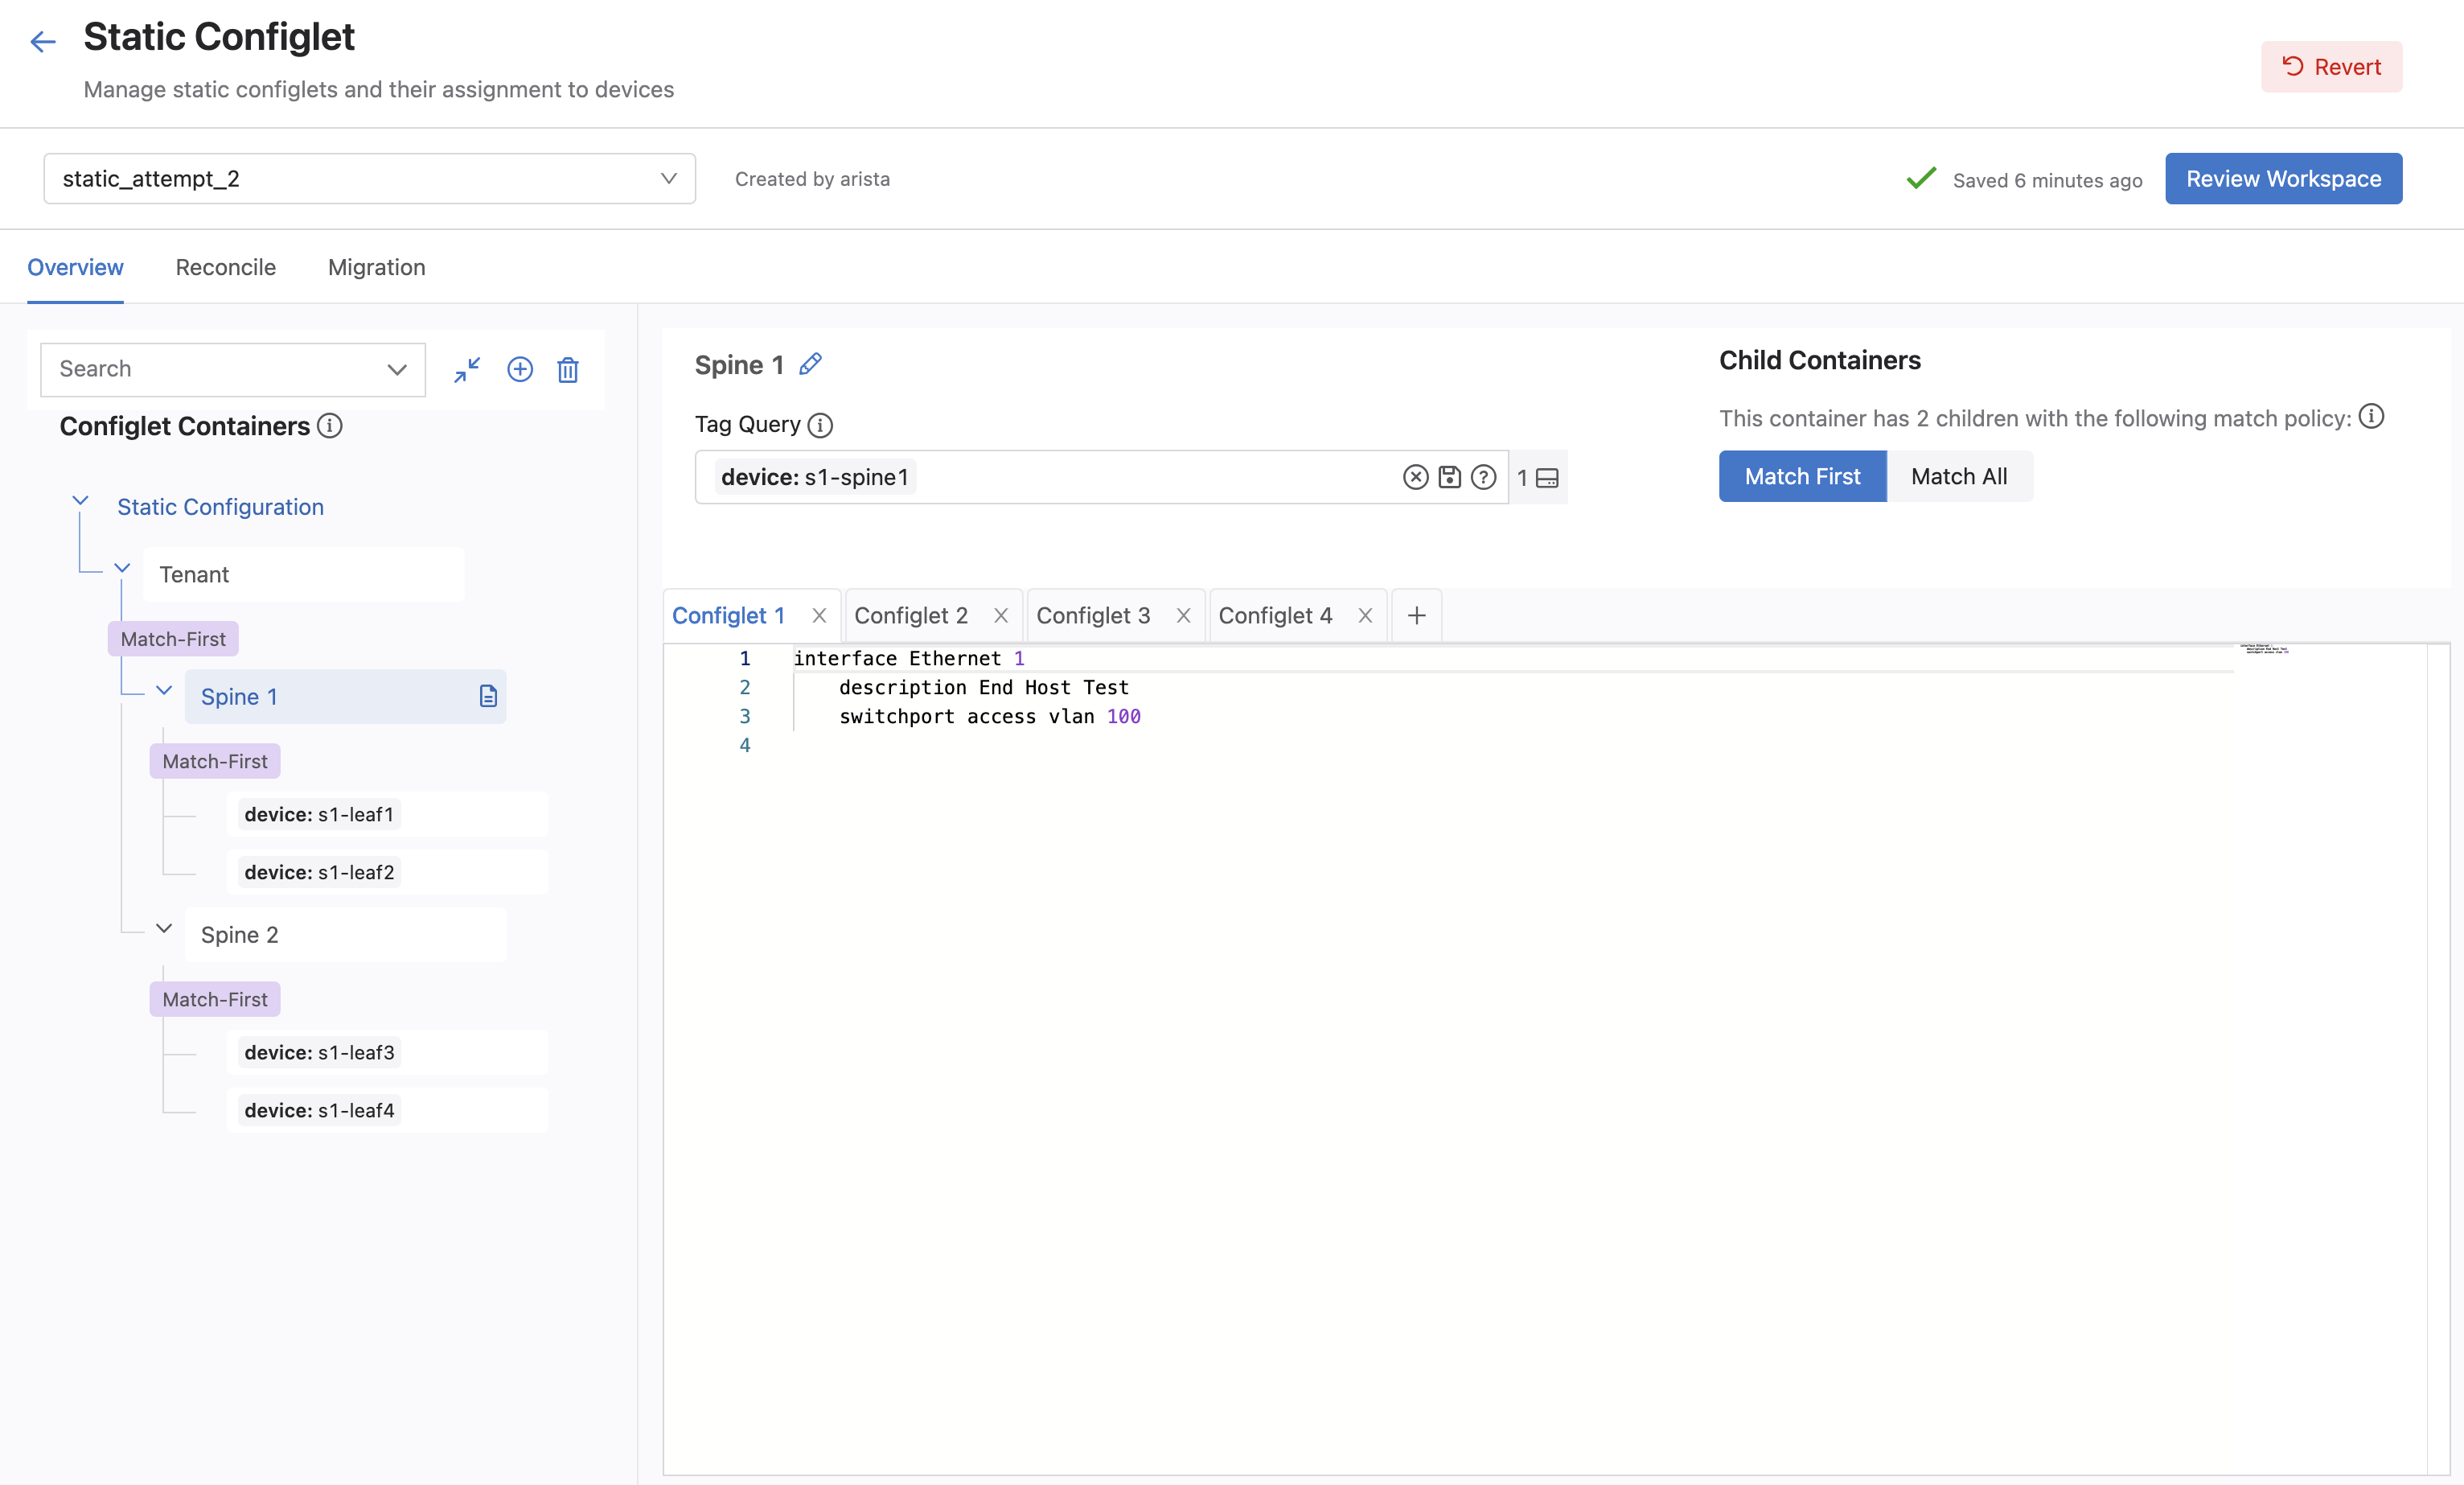 Static Configlet
Manage static configlets and their assignment to devices
Revert
static_attempt_2
Created by arista
Saved 6 minutes ago
Review Workspace
Overview
Reconcile
Migration
Search
Configlet Containers
Static Configuration
Tenant
Match-First
Spine 1
Match-First
device: s1-leaf1
device: s1-leaf2
Spine 2
Match-First
device: s1-leaf3
device: s1-leaf4
Spine 1
Tag Query
device: s1-spine1
1
Child Containers
This container has 2 children with the following match policy:
Match First
Match All
Configlet 1
Configlet 2
Configlet 3
Configlet 4
1 interface Ethernet 1
2 description End Host Test
3 switchport access vlan 100
4